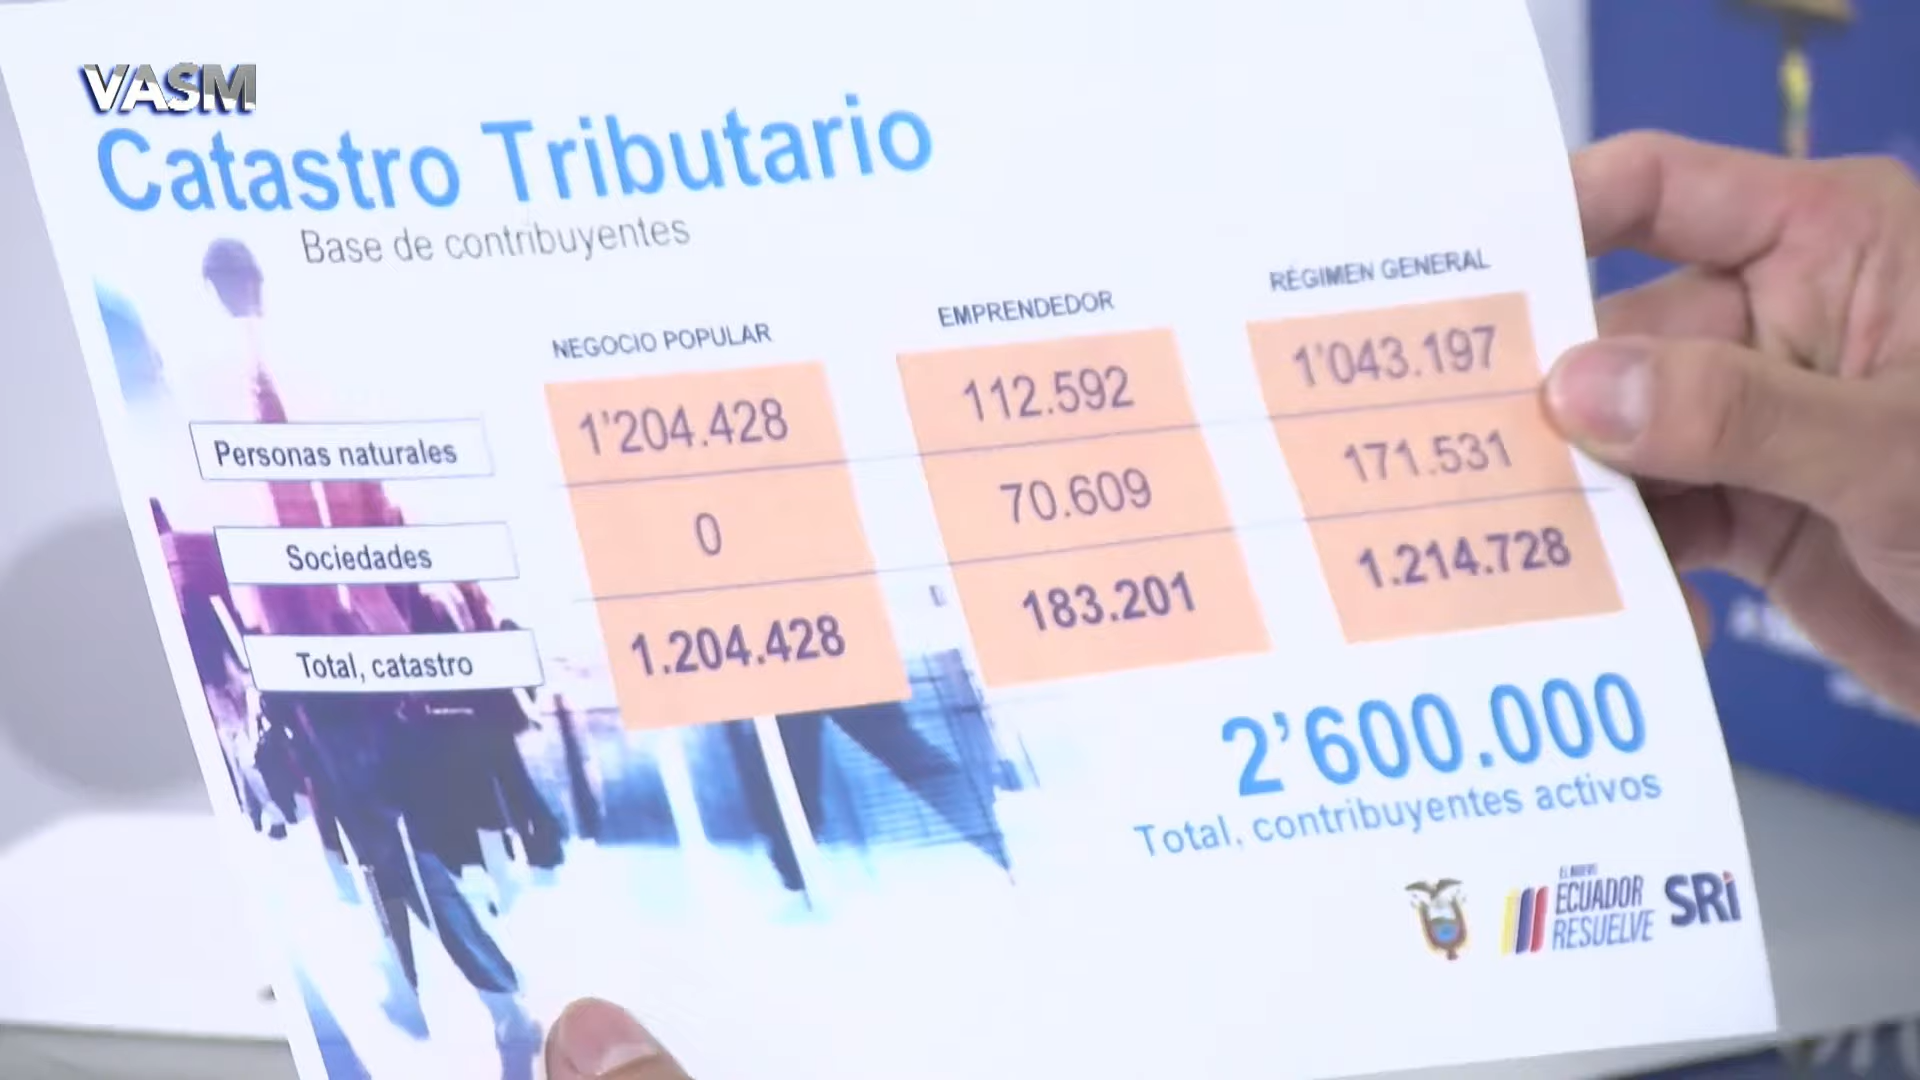 VASM
Catastro Tributario
Base de contribuyentes
NEGOCIO POPULAR EMPRENDEDOR RÉGIMEN GENERAL
Personas naturales 1'204.428 112.592 1'043.197
Sociedades 0 70.609 171.531
Total, catastro 1.204.428 183.201 1.214.728
2'600.000
Total, contribuyentes activos
EL NUEVO
ECUADOR
RESUELVE
SRi